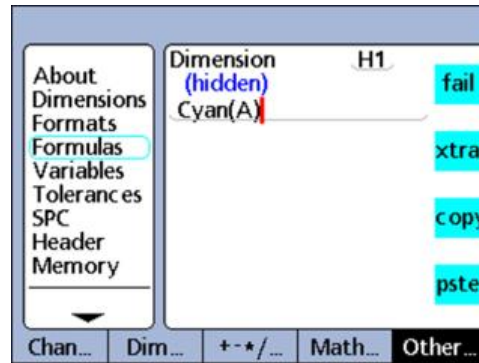 About
Dimensions
Formats
Formulas
Variables
Tolerances
SPC
Header
Memory
Dimension H1
(hidden)
Cyan(A)
fail
xtra
copy
pste
Chan... Dim... +-*/... Math... Other...